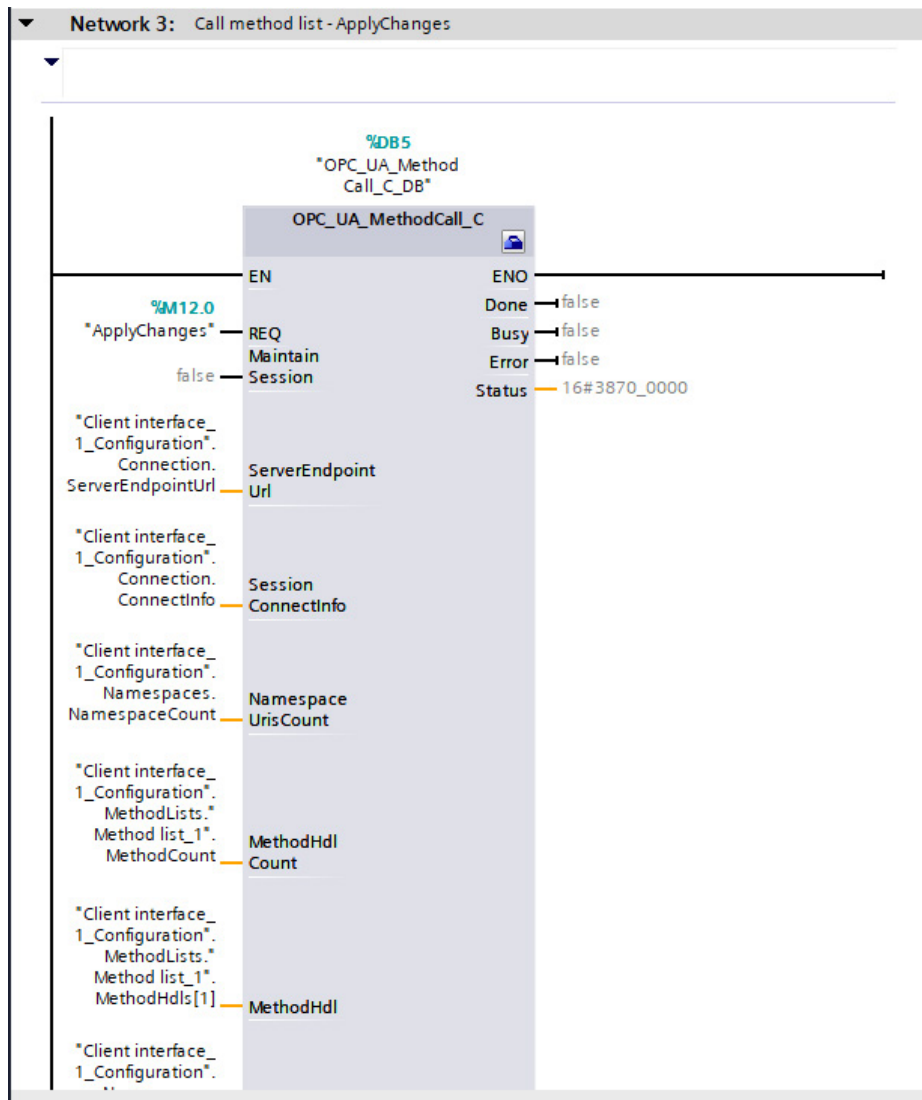 Network 3: Call method list - ApplyChanges
%DB5
"OPC_UA_Method
Call_C_DB"
OPC_UA_MethodCall_C
EN
ENO
%M12.0
"ApplyChanges"
REQ
Done
false
Busy
false
false
Maintain
Session
Error
false
Status
16#3870_0000
"Client interface_
1_Configuration".
Connection.
ServerEndpointUrl
ServerEndpoint
Url
"Client interface_
1_Configuration".
Connection.
ConnectInfo
Session
ConnectInfo
"Client interface_
1_Configuration".
Namespaces.
NamespaceCount
Namespace
UrisCount
"Client interface_
1_Configuration".
MethodLists."
Method list_1".
MethodCount
MethodHdl
Count
"Client interface_
1_Configuration".
MethodLists."
Method list_1".
MethodHdls[1]
MethodHdl
"Client interface_
1_Configuration".